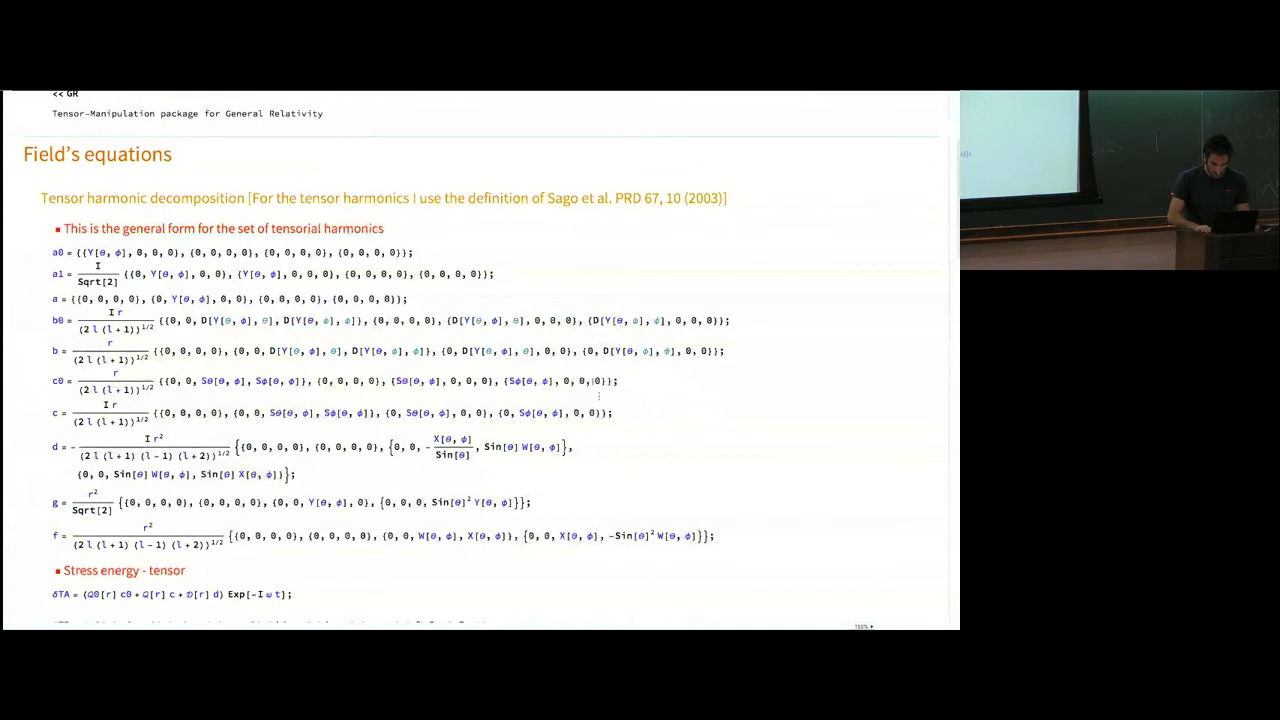 << GR
Tensor-Manipulation package for General Relativity
Field's equations
Tensor harmonic decomposition [For the tensor harmonics I use the definition of Sago et al. PRD 67, 10 (2003)]
▪ This is the general form for the set of tensorial harmonics
a0 = {{Y[θ, ϕ], 0, 0, 0}, {0, 0, 0, 0}, {0, 0, 0, 0}, {0, 0, 0, 0}};
a1 = I/Sqrt[2] {{0, Y[θ, ϕ], 0, 0}, {Y[θ, ϕ], 0, 0, 0}, {0, 0, 0, 0}, {0, 0, 0, 0}};
a = {{0, 0, 0, 0}, {0, Y[θ, ϕ], 0, 0}, {0, 0, 0, 0}, {0, 0, 0, 0}};
b0 = I r/(2 l (l + 1))^1/2 {{0, 0, D[Y[θ, ϕ], θ], D[Y[θ, ϕ], ϕ]}, {0, 0, 0, 0}, {D[Y[θ, ϕ], θ], 0, 0, 0}, {D[Y[θ, ϕ], ϕ], 0, 0, 0}};
b = r/(2 l (l + 1))^1/2 {{0, 0, 0, 0}, {0, 0, D[Y[θ, ϕ], θ], D[Y[θ, ϕ], ϕ]}, {0, D[Y[θ, ϕ], θ], 0, 0}, {0, D[Y[θ, ϕ], ϕ], 0, 0}};
c0 = r/(2 l (l + 1))^1/2 {{0, 0, Sθ[θ, ϕ], Sϕ[θ, ϕ]}, {0, 0, 0, 0}, {Sθ[θ, ϕ], 0, 0, 0}, {Sϕ[θ, ϕ], 0, 0, 0}};
c = I r/(2 l (l + 1))^1/2 {{0, 0, 0, 0}, {0, 0, Sθ[θ, ϕ], Sϕ[θ, ϕ]}, {0, Sθ[θ, ϕ], 0, 0}, {0, Sϕ[θ, ϕ], 0, 0}};
d = - I r^2/(2 l (l + 1) (l - 1) (l + 2))^1/2 {{0, 0, 0, 0}, {0, 0, 0, 0}, {0, 0, - X[θ, ϕ]/Sin[θ], Sin[θ] W[θ, ϕ]},
{0, 0, Sin[θ] W[θ, ϕ], Sin[θ] X[θ, ϕ]}};
g = r^2/Sqrt[2] {{0, 0, 0, 0}, {0, 0, 0, 0}, {0, 0, Y[θ, ϕ], 0}, {0, 0, 0, Sin[θ]^2 Y[θ, ϕ]}};
f = r^2/(2 l (l + 1) (l - 1) (l + 2))^1/2 {{0, 0, 0, 0}, {0, 0, 0, 0}, {0, 0, W[θ, ϕ], X[θ, ϕ]}, {0, 0, X[θ, ϕ], -Sin[θ]^2 W[θ, ϕ]}};
▪ Stress energy - tensor
δTA = (Q0[r] c0 + Q[r] c + D[r] d) Exp[-I ω t];
150%